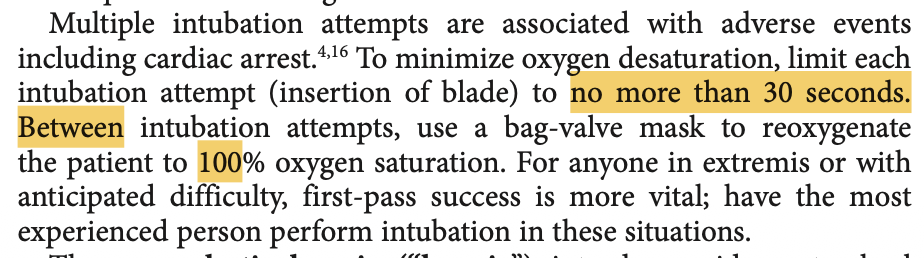 Multiple intubation attempts are associated with adverse events
including cardiac arrest.4,16 To minimize oxygen desaturation, limit each
intubation attempt (insertion of blade) to no more than 30 seconds.
Between intubation attempts, use a bag-valve mask to reoxygenate
the patient to 100% oxygen saturation. For anyone in extremis or with
anticipated difficulty, first-pass success is more vital; have the most
experienced person perform intubation in these situations.